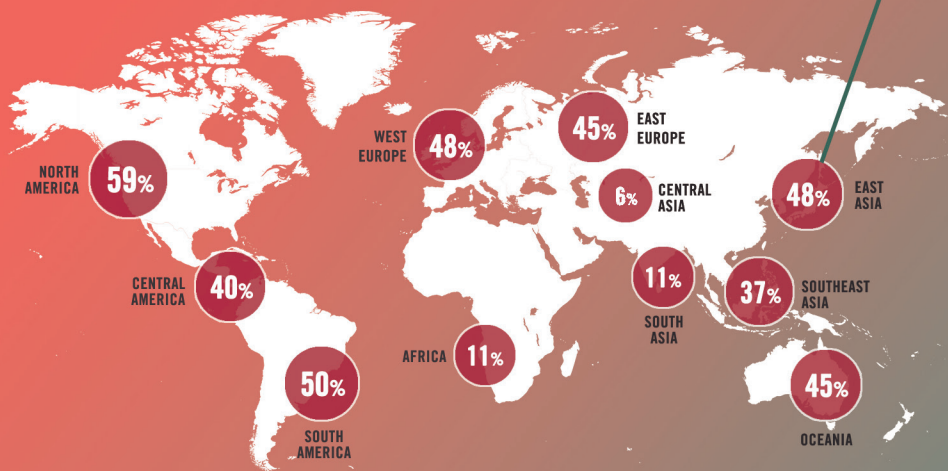 NORTH
AMERICA
59%
WEST
EUROPE
48%
45%
EAST
EUROPE
6%
CENTRAL
ASIA
48%
EAST
ASIA
CENTRAL
AMERICA
40%
11%
SOUTH
ASIA
37%
SOUTHEAST
ASIA
AFRICA
11%
50%
SOUTH
AMERICA
45%
OCEANIA